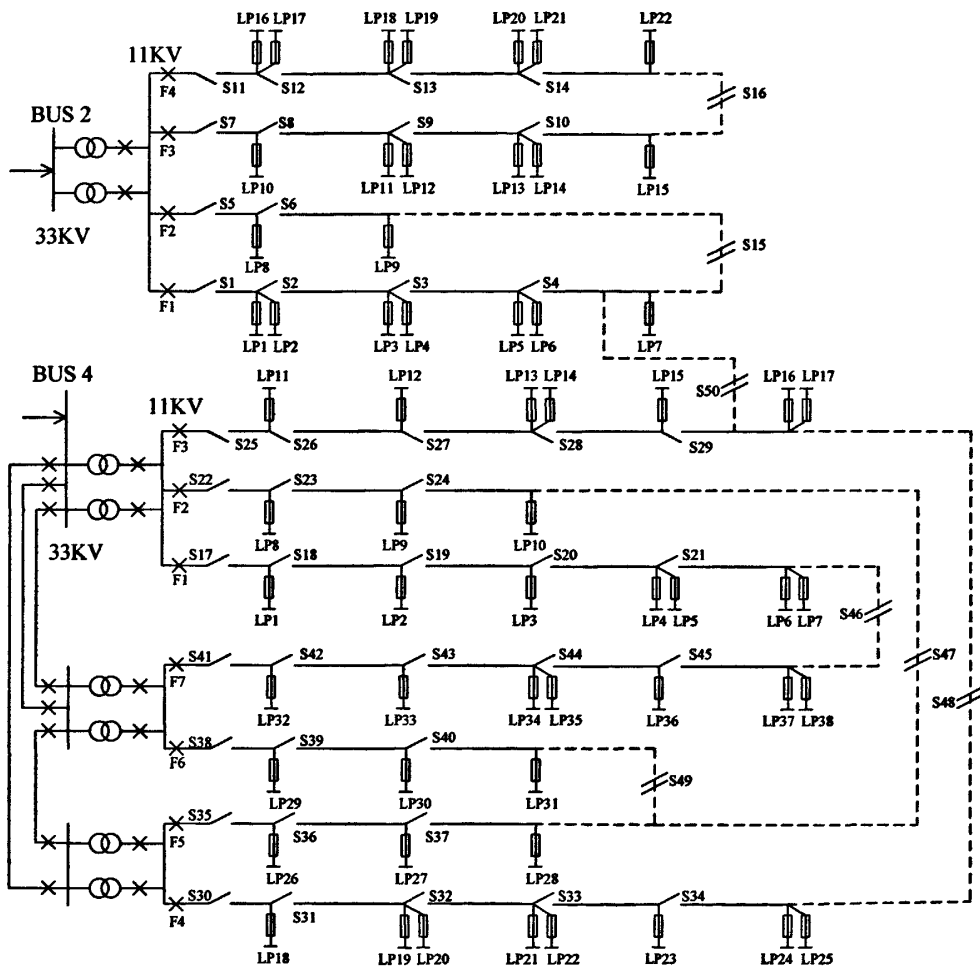 LP16 LP17 LP18 LP19 LP20 LP21 LP22
11KV
F4 S11 S12 S13 S14
S16
BUS 2
F3 S7 S8 S9 S10
LP10 LP11 LP12 LP13 LP14 LP15
33KV
F2 S5 S6
S15
LP8 LP9
F1 S1 S2 S3 S4
LP1 LP2 LP3 LP4 LP5 LP6 LP7
BUS 4
LP11 LP12 LP13 LP14 LP15 S50 LP16 LP17
11KV
F3 S25 S26 S27 S28 S29
S22 S23 S24
F2
LP8 LP9 LP10
33KV
S17 S18 S19 S20 S21
F1
LP1 LP2 LP3 LP4 LP5 LP6 LP7
S46
S41 S42 S43 S44 S45 S47
F7
S48
LP32 LP33 LP34 LP35 LP36 LP37 LP38
S38 S39 S40
F6
S49
LP29 LP30 LP31
S35 S36 S37
F5
LP26 LP27 LP28
S30 S31 S32 S33 S34
F4
LP18 LP19 LP20 LP21 LP22 LP23 LP24 LP25